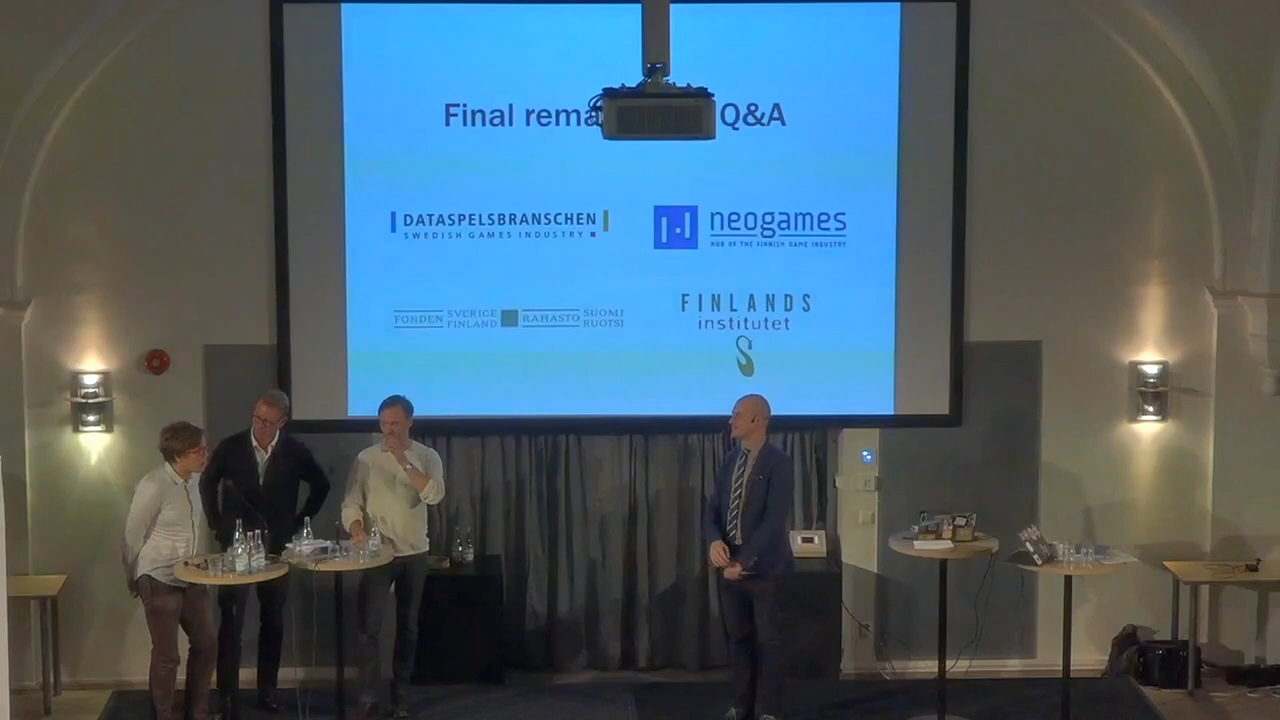 Final rema Q&A
DATASPELSBRANSCHEN
SWEDISH GAMES INDUSTRY
neogames
HUB OF THE FINNISH GAME INDUSTRY
FONDEN SVERIGE FINLAND RAHASTO SUOMI RUOTSI
FINLANDS
institutet